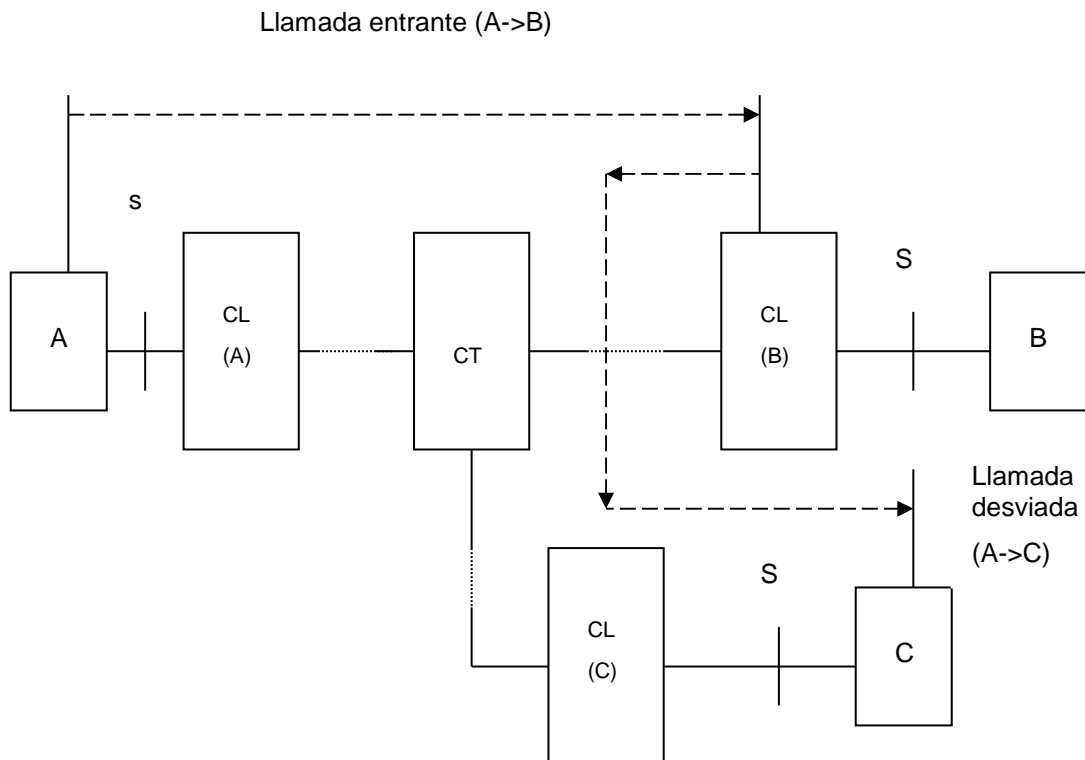 Llamada entrante (A->B)
s
S
A
CL
(A)
CT
CL
(B)
B
Llamada
desviada
(A->C)
S
CL
(C)
C